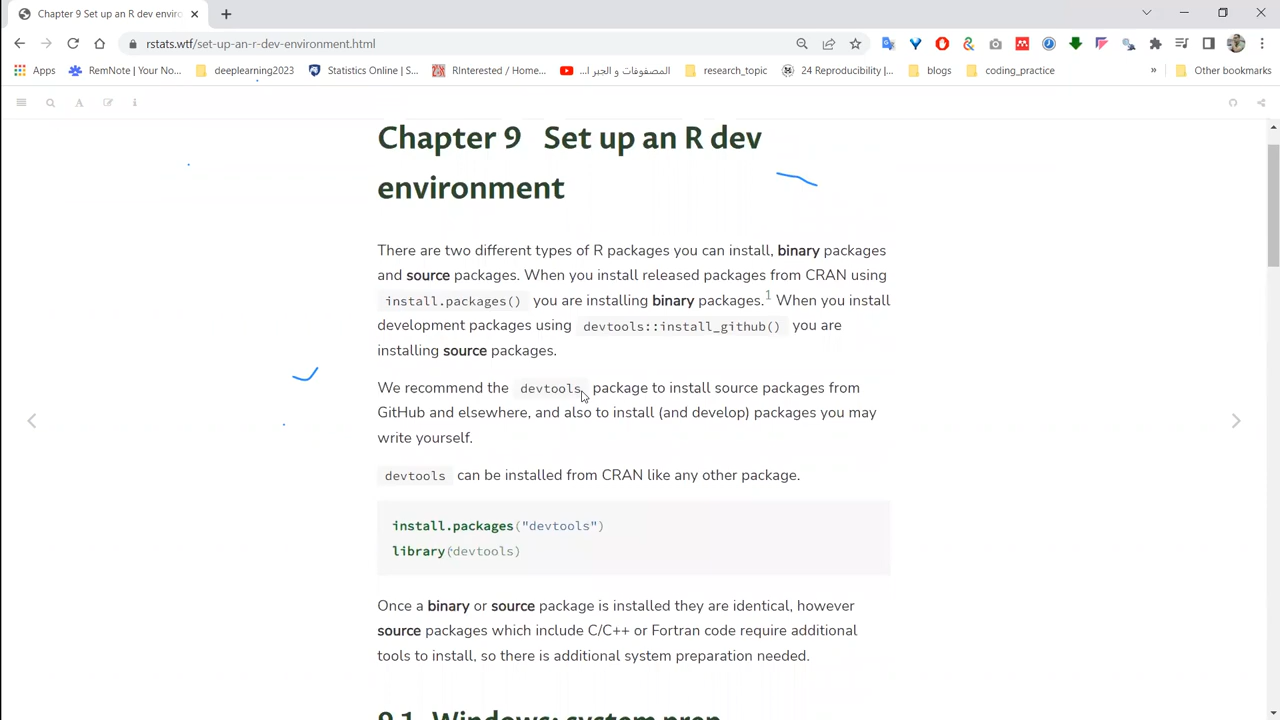 Chapter 9 Set up an R dev enviro
rstats.wtf/set-up-an-r-dev-environment.html
Apps
RemNote | Your No...
deeplearning2023
Statistics Online | S...
RInterested / Home...
المصفوفات و الجبر ا...
research_topic
24 Reproducibility |...
blogs
coding_practice
»
Other bookmarks
Chapter 9 Set up an R dev
environment
There are two different types of R packages you can install, binary packages
and source packages. When you install released packages from CRAN using
install.packages() you are installing binary packages.1 When you install
development packages using devtools::install_github() you are
installing source packages.
We recommend the devtools package to install source packages from
GitHub and elsewhere, and also to install (and develop) packages you may
write yourself.
devtools can be installed from CRAN like any other package.
install.packages("devtools")
library(devtools)
Once a binary or source package is installed they are identical, however
source packages which include C/C++ or Fortran code require additional
tools to install, so there is additional system preparation needed.
9.1 Windows: system prep